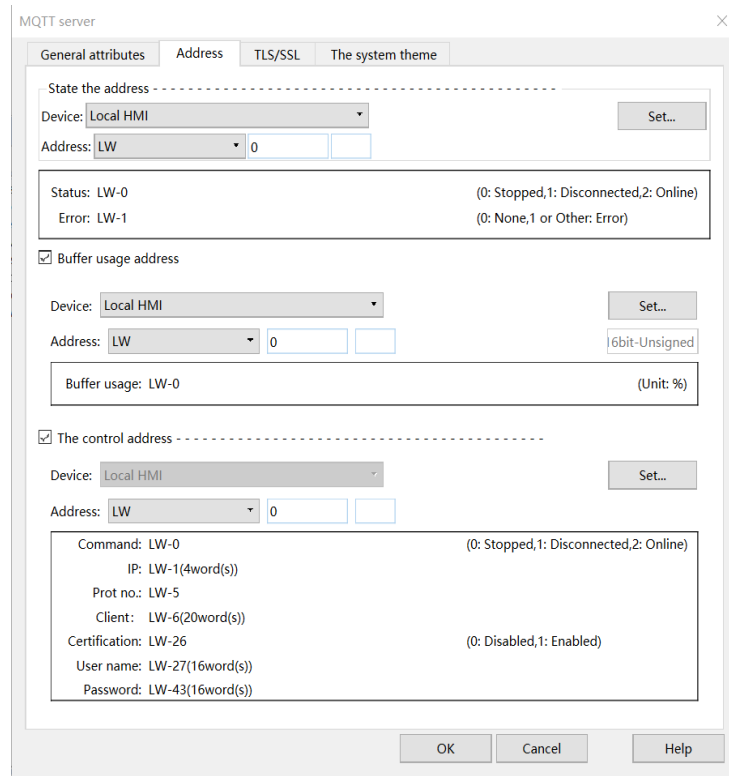 MQTT server
General attributes Address TLS/SSL The system theme
State the address
Device: Local HMI Set...
Address: LW 0
Status: LW-0 (0: Stopped,1: Disconnected,2: Online)
Error: LW-1 (0: None,1 or Other: Error)
Buffer usage address
Device: Local HMI Set...
Address: LW 0 16bit-Unsigned
Buffer usage: LW-0 (Unit: %)
The control address
Device: Local HMI Set...
Address: LW 0
Command: LW-0 (0: Stopped,1: Disconnected,2: Online)
IP: LW-1(4word(s))
Prot no.: LW-5
Client: LW-6(20word(s))
Certification: LW-26 (0: Disabled,1: Enabled)
User name: LW-27(16word(s))
Password: LW-43(16word(s))
OK Cancel Help